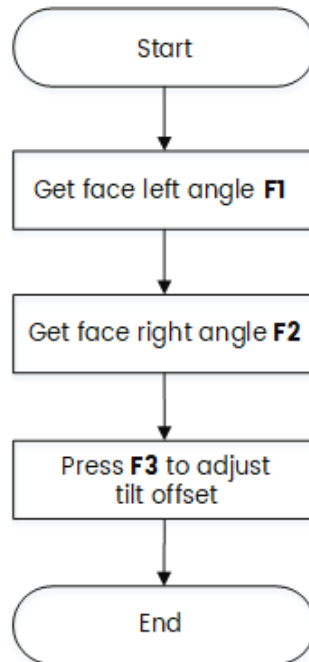 Start
Get face left angle F1
Get face right angle F2
Press F3 to adjust
tilt offset
End